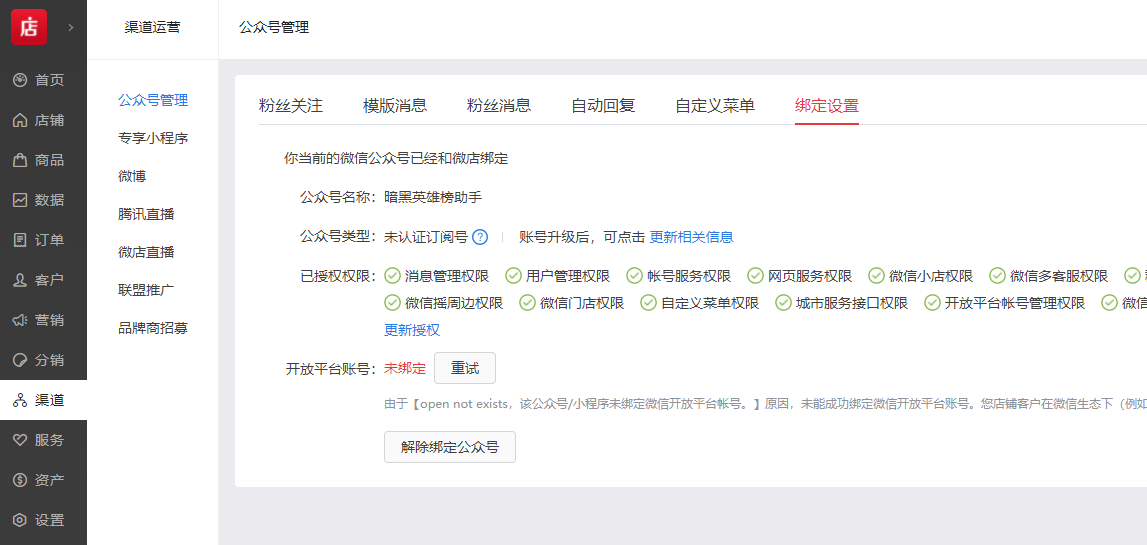 店
渠道运营
公众号管理
首页
店铺
商品
数据
订单
客户
营销
分销
渠道
服务
资产
设置
公众号管理
专享小程序
微博
腾讯直播
微店直播
联盟推广
品牌商招募
粉丝关注 模版消息 粉丝消息 自动回复 自定义菜单 绑定设置
你当前的微信公众号已经和微店绑定
公众号名称：暗黑英雄榜助手
公众号类型：未认证订阅号 ? 账号升级后，可点击 更新相关信息
已授权权限： 消息管理权限 用户管理权限 帐号服务权限 网页服务权限 微信小店权限 微信多客服权限
微信摇周边权限 微信门店权限 自定义菜单权限 城市服务接口权限 开放平台帐号管理权限 微信
更新授权
开放平台账号：未绑定 重试
由于【open not exists，该公众号/小程序未绑定微信开放平台帐号。】原因，未能成功绑定微信开放平台账号。您店铺客户在微信生态下（例如
解除绑定公众号